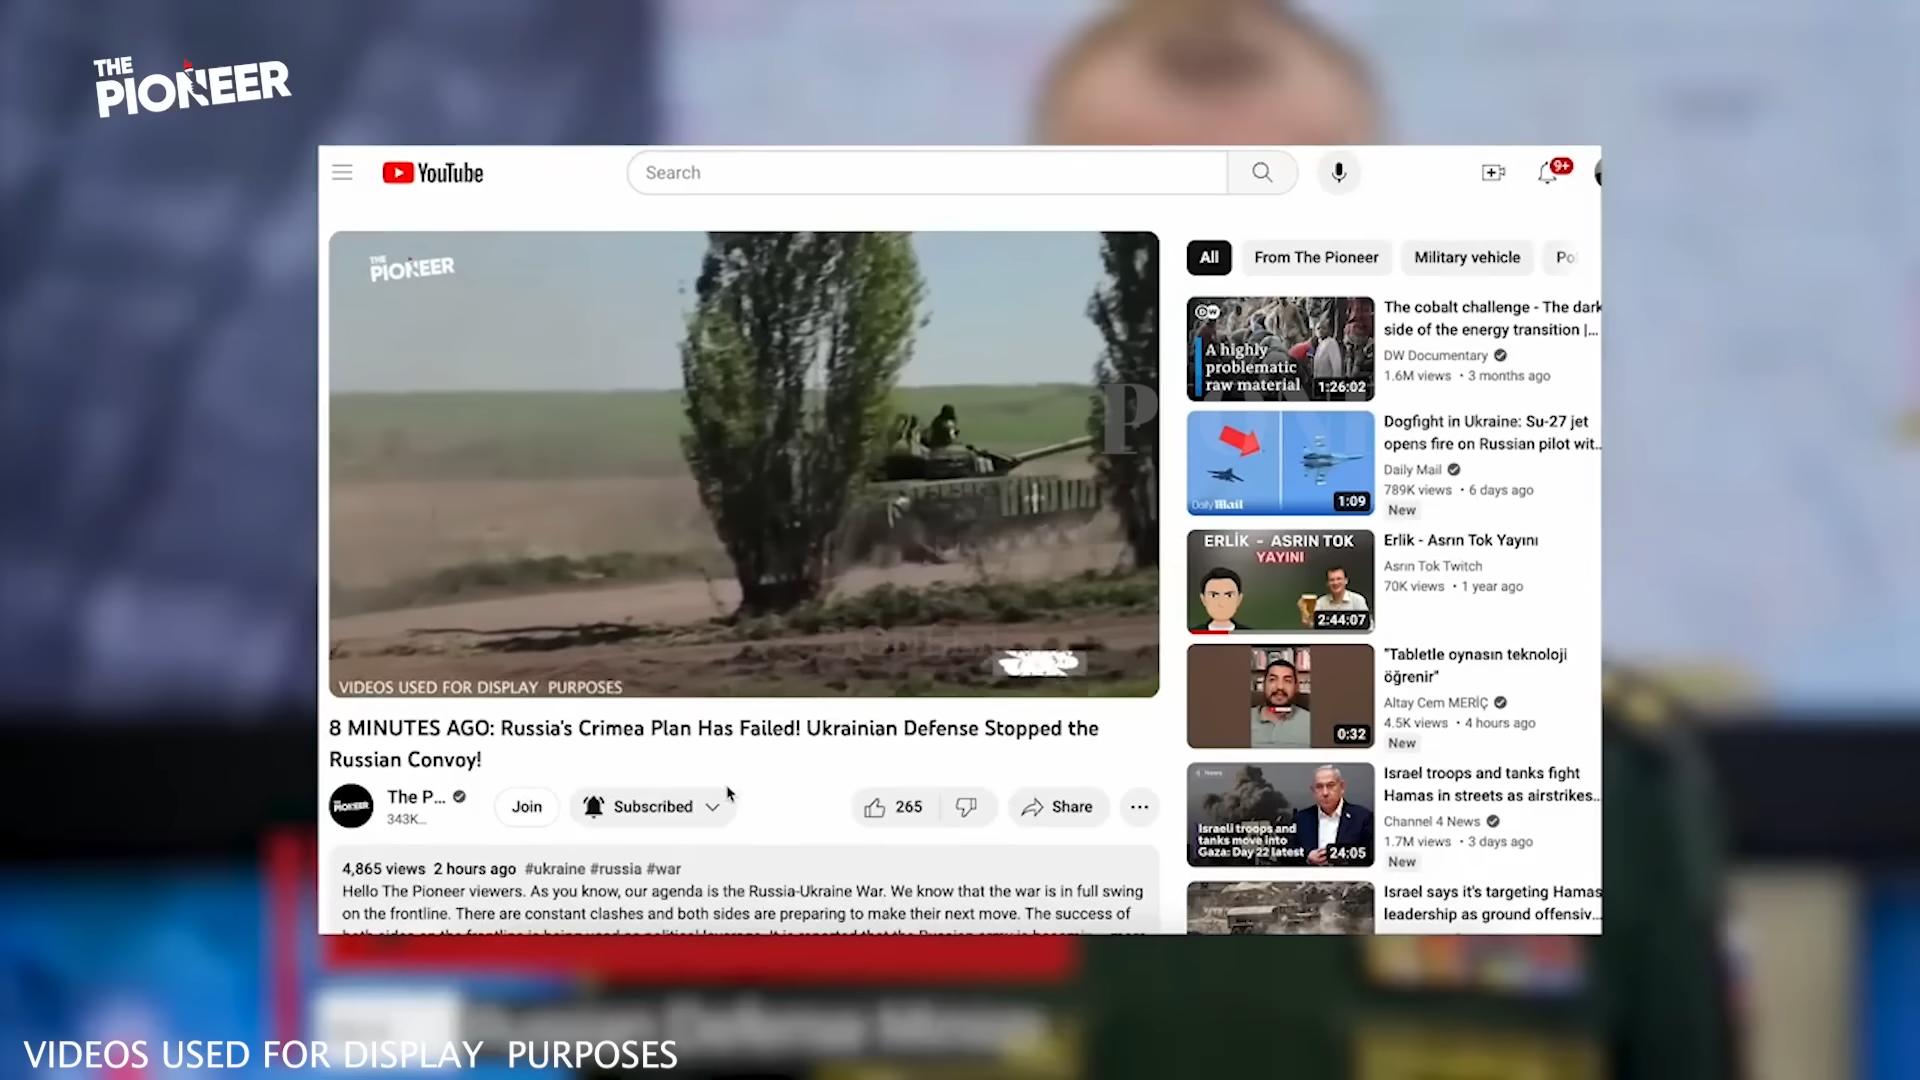 THE
PIONEER
YouTube
Search
9+
THE
PIONEER
VIDEOS USED FOR DISPLAY PURPOSES
8 MINUTES AGO: Russia's Crimea Plan Has Failed! Ukrainian Defense Stopped the
Russian Convoy!
The P...
343K...
Join
Subscribed
265
Share
4,865 views 2 hours ago #ukraine #russia #war
Hello The Pioneer viewers. As you know, our agenda is the Russia-Ukraine War. We know that the war is in full swing
on the frontline. There are constant clashes and both sides are preparing to make their next move. The success of
All
From The Pioneer
Military vehicle
DW
A highly
problematic
raw material
1:26:02
The cobalt challenge - The dark
side of the energy transition |...
DW Documentary
1.6M views • 3 months ago
Daily Mail
1:09
Dogfight in Ukraine: Su-27 jet
opens fire on Russian pilot wit...
Daily Mail
789K views • 6 days ago
New
ERLİK - ASRIN TOK
YAYINI
2:44:07
Erlik - Asrın Tok Yayını
Asrın Tok Twitch
70K views • 1 year ago
0:32
"Tabletle oynasın teknoloji
öğrenir"
Altay Cem MERİÇ
4.5K views • 4 hours ago
New
News
Israeli troops and
tanks move into
Gaza: Day 22 latest
24:05
Israel troops and tanks fight
Hamas in streets as airstrikes...
Channel 4 News
1.7M views • 3 days ago
New
Israel says it's targeting Hamas
leadership as ground offensiv...
VIDEOS USED FOR DISPLAY PURPOSES